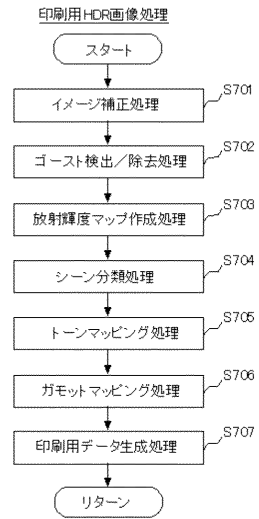 印刷用HDR画像処理
スタート
イメージ補正処理
S701
ゴースト検出／除去処理
S702
放射輝度マップ作成処理
S703
シーン分類処理
S704
トーンマッピング処理
S705
ガモットマッピング処理
S706
印刷用データ生成処理
S707
リターン